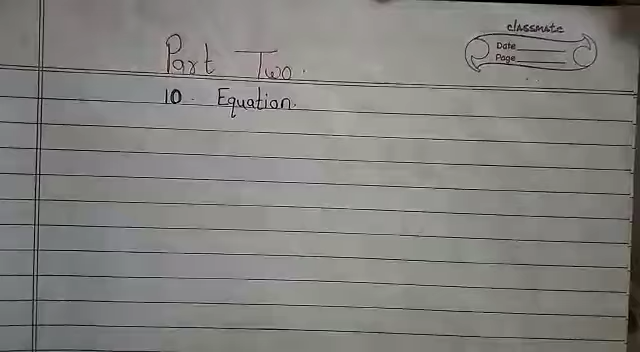 classmate
Date
Page
Part Two.
10. Equation.